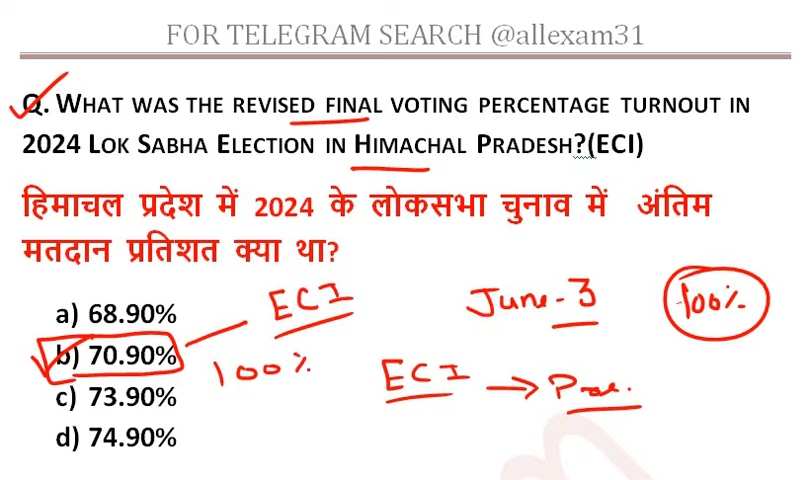 FOR TELEGRAM SEARCH @allexam31
Q. WHAT WAS THE REVISED FINAL VOTING PERCENTAGE TURNOUT IN
2024 LOK SABHA ELECTION IN HIMACHAL PRADESH?(ECI)
हिमाचल प्रदेश में 2024 के लोकसभा चुनाव में अंतिम
मतदान प्रतिशत क्या था?
a) 68.90%
ECI
June-3
100%
b) 70.90%
100%
ECI →
c) 73.90%
d) 74.90%